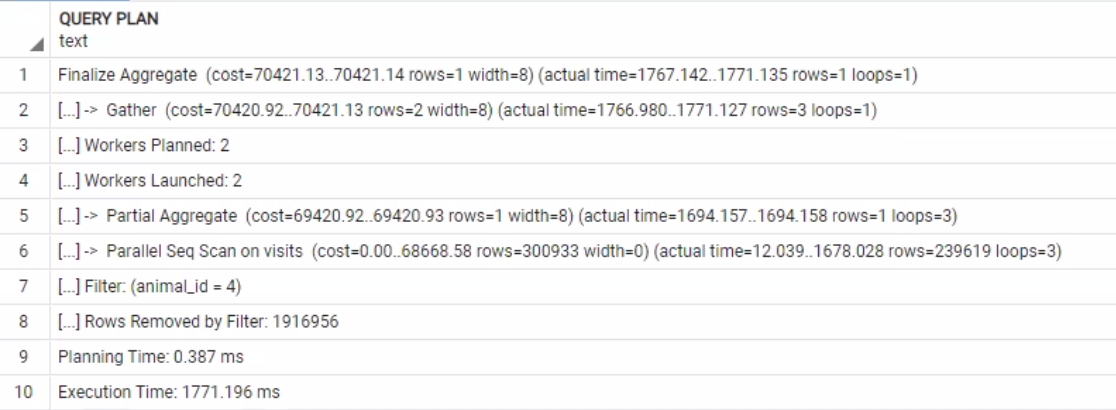 QUERY PLAN
text
1 Finalize Aggregate (cost=70421.13..70421.14 rows=1 width=8) (actual time=1767.142..1771.135 rows=1 loops=1)
2 [...] -> Gather (cost=70420.92..70421.13 rows=2 width=8) (actual time=1766.980..1771.127 rows=3 loops=1)
3 [...] Workers Planned: 2
4 [...] Workers Launched: 2
5 [...] -> Partial Aggregate (cost=69420.92..69420.93 rows=1 width=8) (actual time=1694.157..1694.158 rows=1 loops=3)
6 [...] -> Parallel Seq Scan on visits (cost=0.00..68668.58 rows=300933 width=0) (actual time=12.039..1678.028 rows=239619 loops=3)
7 [...] Filter: (animal_id = 4)
8 [...] Rows Removed by Filter: 1916956
9 Planning Time: 0.387 ms
10 Execution Time: 1771.196 ms